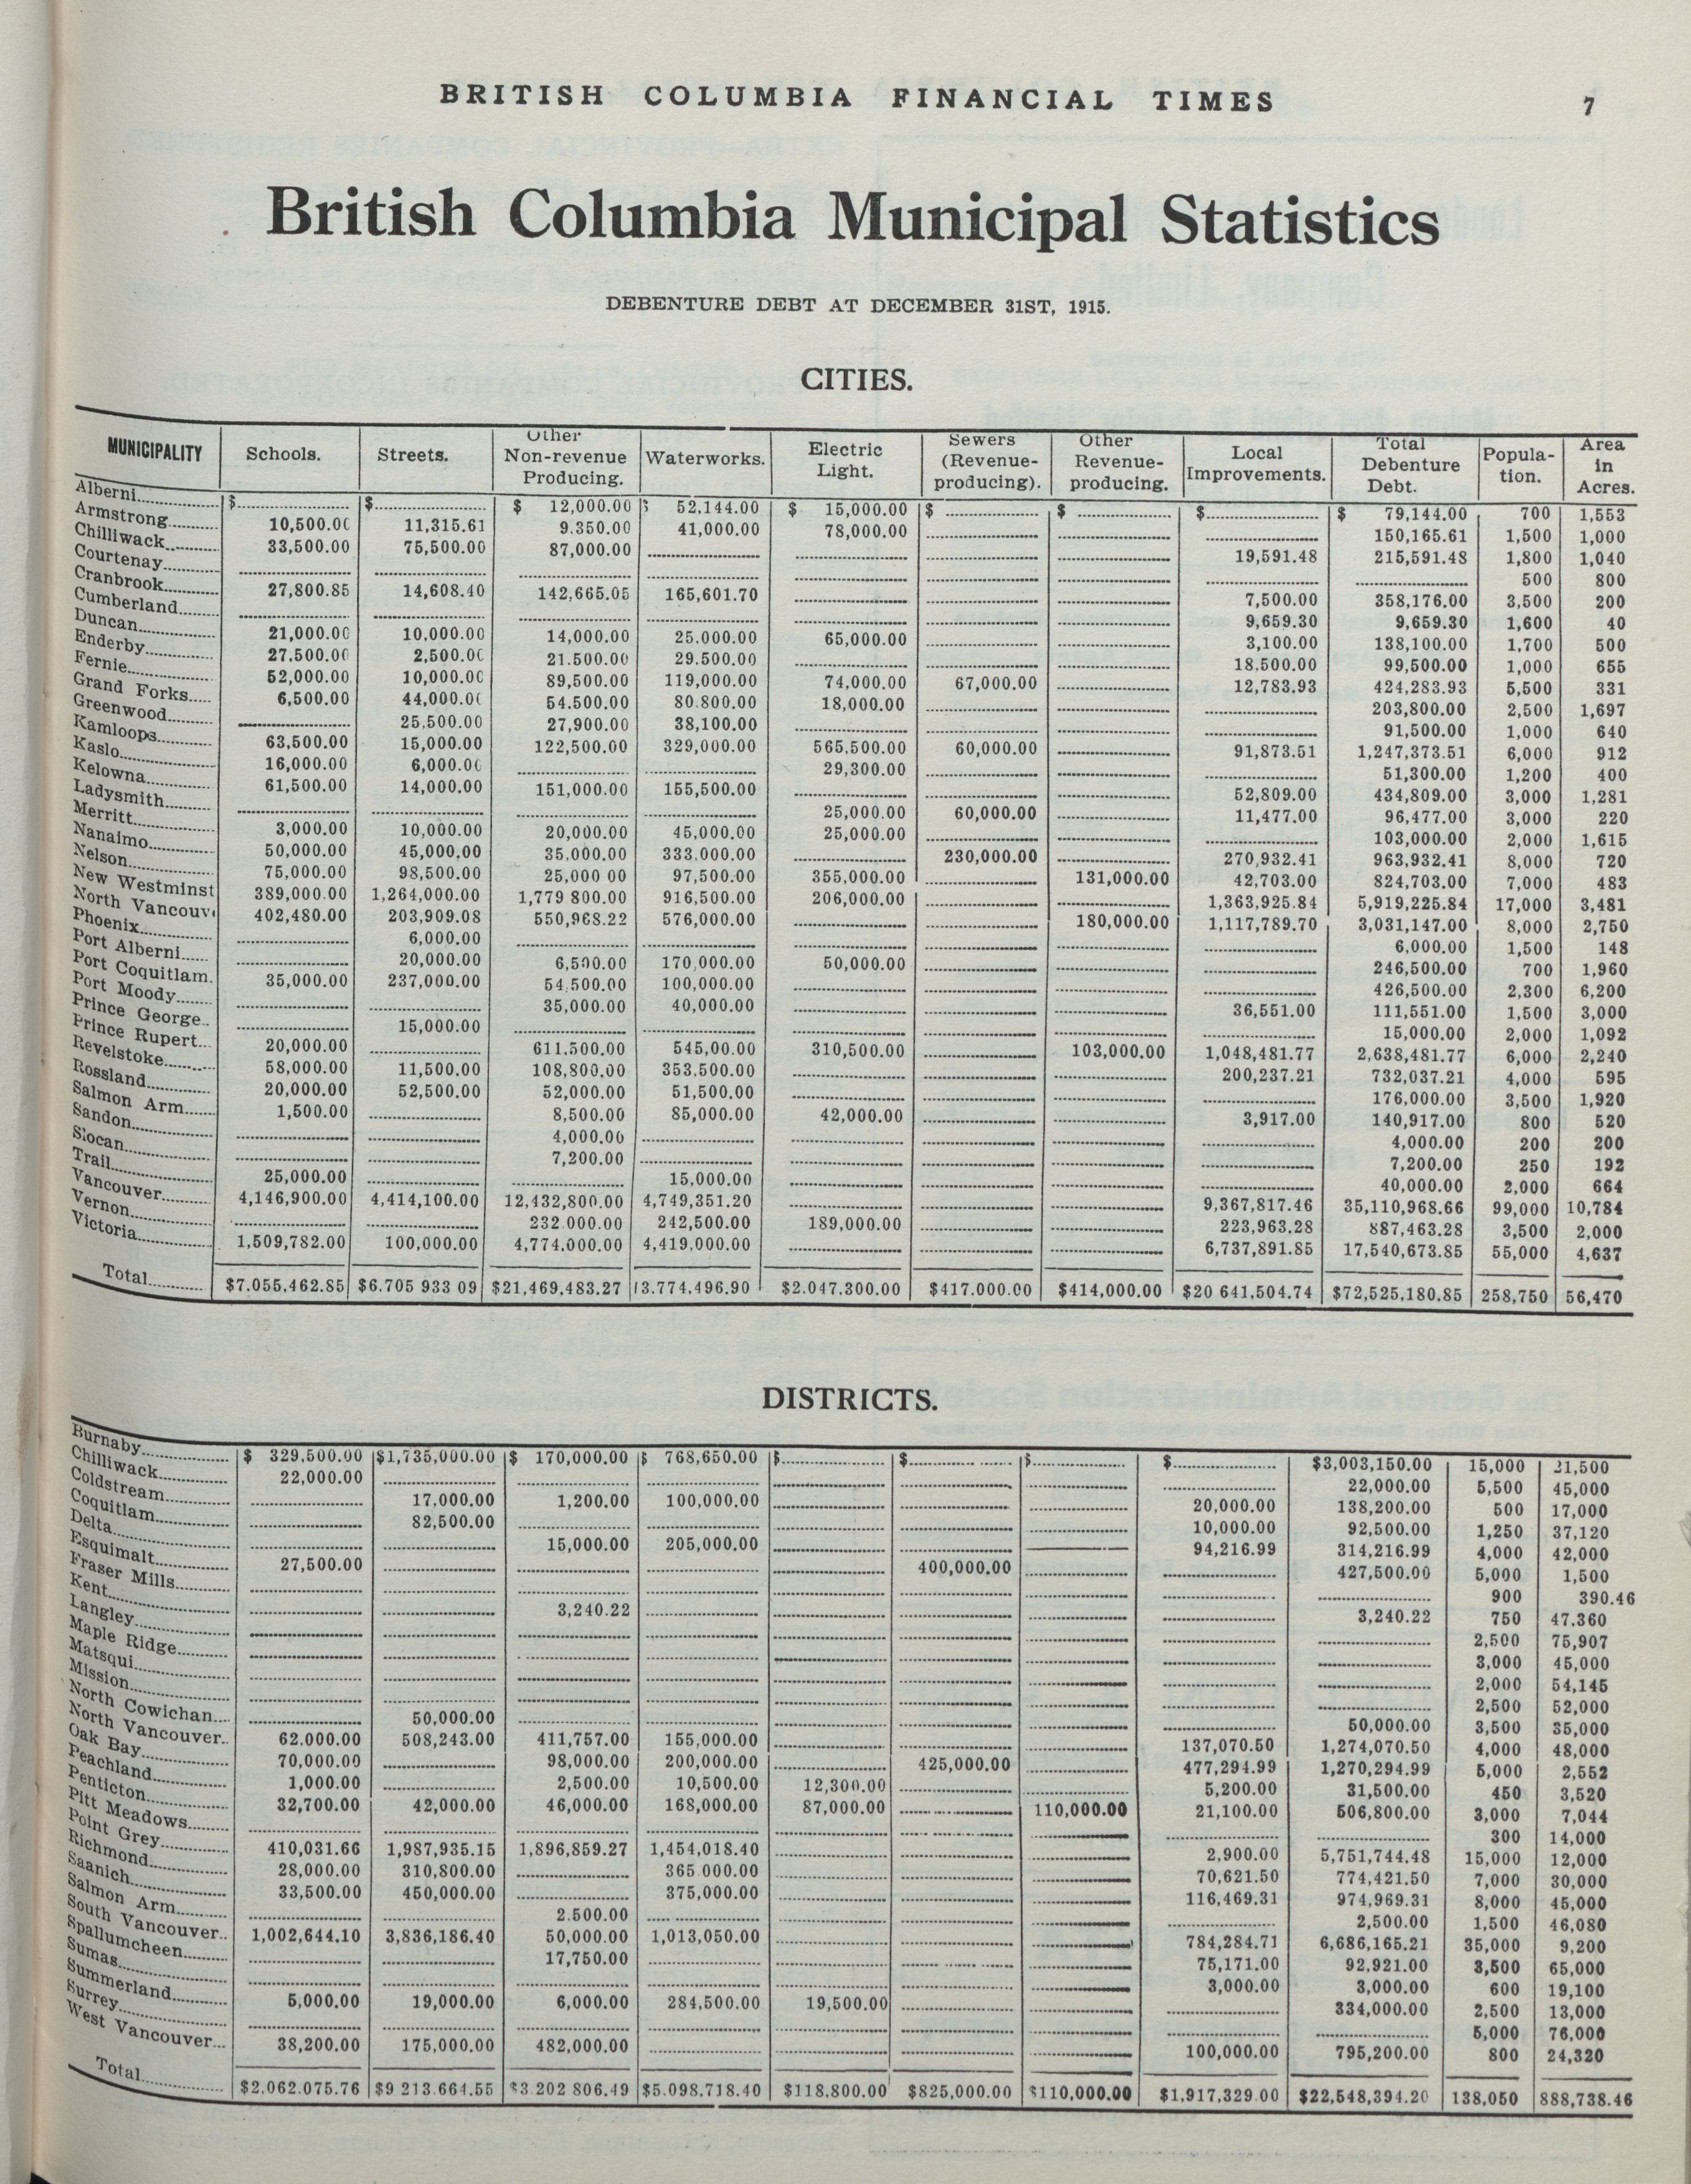 BRITISH COLUMBIA FINANCIAL TIMES 7
British Columbia Municipal Statistics
DEBENTURE DEBT AT DECEMBER 31ST, 1915.
CITIES.
MUNICIPALITY Schools. Streets. Other Non-revenue Producing. Waterworks. Electric Light. Sewers (Revenue-producing). Other Revenue-producing. Local Improvements. Total Debenture Debt. Popula-tion. Area in Acres.
Alberni $ $ $ 12,000.00 $ 52,144.00 $ 15,000.00 $ $ $ $ 79,144.00 700 1,553
Armstrong 10,500.00 11,315.61 9.350.00 41,000.00 78,000.00 150,165.61 1,500 1,000
Chilliwack 33,500.00 75,500.00 87,000.00 19,591.48 215,591.48 1,800 1,040
Courtenay 500 800
Cranbrook 27,800.85 14,608.40 142,665.05 165,601.70 7,500.00 358,176.00 3,500 200
Cumberland 9,659.30 9,659.30 1,600 40
Duncan 21,000.00 10,000.00 14,000.00 25.000.00 65,000.00 3,100.00 138,100.00 1,700 500
Enderby 27.500.00 2,500.00 21.500.00 29.500.00 18,500.00 99,500.00 1,000 655
Fernie 52,000.00 10,000.00 89,500.00 119,000.00 74,000.00 67,000.00 12,783.93 424,283.93 5,500 331
Grand Forks 6,500.00 44,000.00 54.500.00 80.800.00 18,000.00 203,800.00 2,500 1,697
Greenwood 25,500.00 27,900.00 38,100.00 91,500.00 1,000 640
Kamloops 63,500.00 15,000.00 122,500.00 329,000.00 565,500.00 60,000.00 91,873.51 1,247,373.51 6,000 912
Kaslo 16,000.00 6,000.00 29,300.00 51,300.00 1,200 400
Kelowna 61,500.00 14,000.00 151,000.00 155,500.00 52,809.00 434,809.00 3,000 1,281
Ladysmith 25,000.00 60,000.00 11,477.00 96,477.00 3,000 220
Merritt 3,000.00 10,000.00 20,000.00 45,000.00 25,000.00 103,000.00 2,000 1,615
Nanaimo 50,000.00 45,000.00 35,000.00 333,000.00 230,000.00 270,932.41 963,932.41 8,000 720
Nelson 75,000.00 98,500.00 25,000 00 97,500.00 355,000.00 131,000.00 42,703.00 824,703.00 7,000 483
New Westminst 389,000.00 1,264,000.00 1,779 800.00 916,500.00 206,000.00 1,363,925.84 5,919,225.84 17,000 3,481
North Vancouv 402,480.00 203,909.08 550,968.22 576,000.00 180,000.00 1,117,789.70 3,031,147.00 8,000 2,750
Phoenix 6,000.00 6,000.00 1,500 148
Port Alberni 20,000.00 6,500.00 170,000.00 50,000.00 246,500.00 700 1,960
Port Coquitlam. 35,000.00 237,000.00 54,500.00 100,000.00 426,500.00 2,300 6,200
Port Moody 35,000.00 40,000.00 36,551.00 111,551.00 1,500 3,000
Prince George 15,000.00 15,000.00 2,000 1,092
Prince Rupert 20,000.00 611,500.00 545,00.00 310,500.00 103,000.00 1,048,481.77 2,638,481.77 6,000 2,240
Revelstoke 58,000.00 11,500.00 108,800.00 353,500.00 200,237.21 732,037.21 4,000 595
Rossland 20,000.00 52,500.00 52,000.00 51,500.00 176,000.00 3,500 1,920
Salmon Arm 1,500.00 8,500.00 85,000.00 42,000.00 3,917.00 140,917.00 800 520
Sandon 4,000.00 4,000.00 200 200
Slocan 7,200.00 7,200.00 250 192
Trail 25,000.00 15,000.00 40,000.00 2,000 664
Vancouver 4,146,900.00 4,414,100.00 12,432,800.00 4,749,351.20 9,367,817.46 35,110,968.66 99,000 10,784
Vernon 232.000.00 242,500.00 189,000.00 223,963.28 887,463.28 3,500 2,000
Victoria 1,509,782.00 100,000.00 4,774,000.00 4,419,000.00 6,737,891.85 17,540,673.85 55,000 4,637
Total $7,055,462.85 $6.705 933 09 $21,469,483.27 13.774,496.90 $2.047,300.00 $417.000.00 $414,000.00 $20 641,504.74 $72,525,180.85 258,750 56,470
DISTRICTS.
Burnaby $ 329,500.00 $1,735,000.00 $ 170,000.00 $ 768,650.00 $ $ $ $ $3,003,150.00 15,000 21,500
Chilliwack 22,000.00 22,000.00 5,500 45,000
Coldstream 17,000.00 1,200.00 100,000.00 20,000.00 138,200.00 500 17,000
Coquitlam 82,500.00 10,000.00 92,500.00 1,250 37,120
Delta 15,000.00 205,000.00 94,216.99 314,216.99 4,000 42,000
Esquimalt 27,500.00 400,000.00 427,500.00 5,000 1,500
Fraser Mills 900 390.46
Kent 3,240.22 3,240.22 750 47,360
Langley 2,500 75,907
Maple Ridge 3,000 45,000
Matsqui 2,000 54,145
Mission 2,500 52,000
North Cowichan 50,000.00 50,000.00 3,500 35,000
North Vancouver 62.000.00 508,243.00 411,757.00 155,000.00 137,070.50 1,274,070.50 4,000 48,000
Oak Bay 70,000.00 98,000.00 200,000.00 425,000.00 477,294.99 1,270,294.99 5,000 2,552
Peachland 1,000.00 2,500.00 10,500.00 12,300.00 5,200.00 31,500.00 450 3,520
Penticton 32,700.00 42,000.00 46,000.00 168,000.00 87,000.00 110,000.00 21,100.00 506,800.00 3,000 7,044
Pitt Meadows 300 14,000
Point Grey 410,031.66 1,987,935.15 1,896,859.27 1,454,018.40 2,900.00 5,751,744.48 15,000 12,000
Richmond 28,000.00 310,800.00 365.000.00 70,621.50 774,421.50 7,000 30,000
Saanich 33,500.00 450,000.00 375,000.00 116,469.31 974,969.31 8,000 45,000
Salmon Arm 2.500.00 2,500.00 1,500 46,080
South Vancouver 1,002,644.10 3,836,186.40 50,000.00 1,013,050.00 784,284.71 6,686,165.21 35,000 9,200
Spallumcheen 17,750.00 75,171.00 92,921.00 3,500 65,000
Sumas 3,000.00 3,000.00 600 19,100
Summerland 5,000.00 19,000.00 6,000.00 284,500.00 19,500.00 334,000.00 2,500 13,000
Surrey 5,000 76,000
West Vancouver 38,200.00 175,000.00 482,000.00 100,000.00 795,200.00 800 24,320
Total $2.062.075.76 $9 213.664.55 $3.202 806.49 $5.098.718.40 $118,800.00 $825,000.00 $110,000.00 $1,917,329.00 $22,548,394.20 138,050 888,738.46